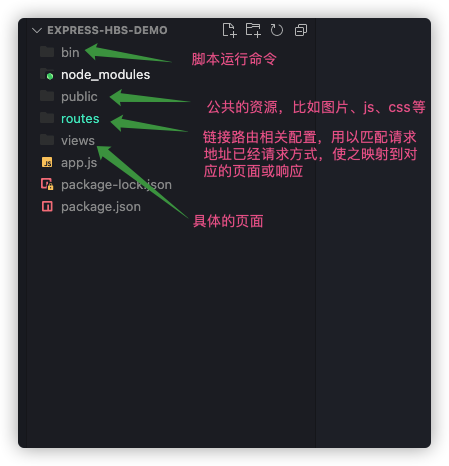 EXPRESS-HBS-DEMO
bin
脚本运行命令
node_modules
public
公共的资源，比如图片、js、css等
routes
链接路由相关配置，用以匹配请求
地址已经请求方式，使之映射到对
应的页面或响应
views
app.js
package-lock.json
package.json
具体的页面